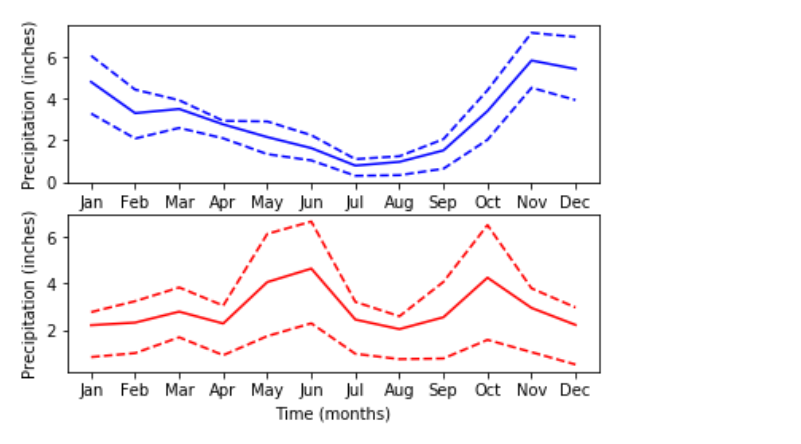 Precipitation (inches)
6
4
2
0
Jan Feb Mar Apr May Jun Jul Aug Sep Oct Nov Dec
Precipitation (inches)
6
4
2
Jan Feb Mar Apr May Jun Jul Aug Sep Oct Nov Dec
Time (months)